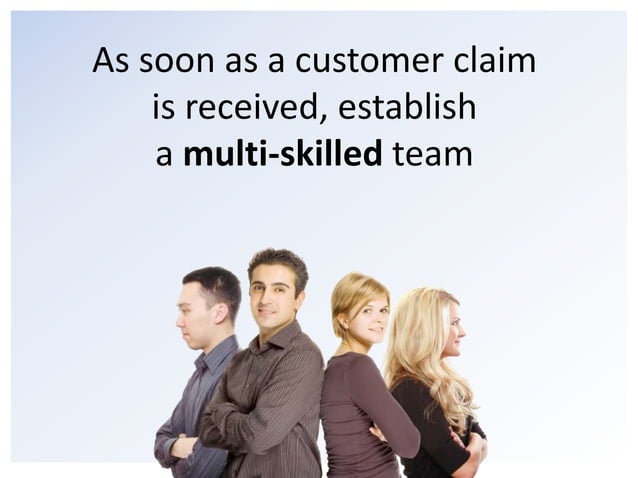 As soon as a customer claim
is received, establish
a multi-skilled team